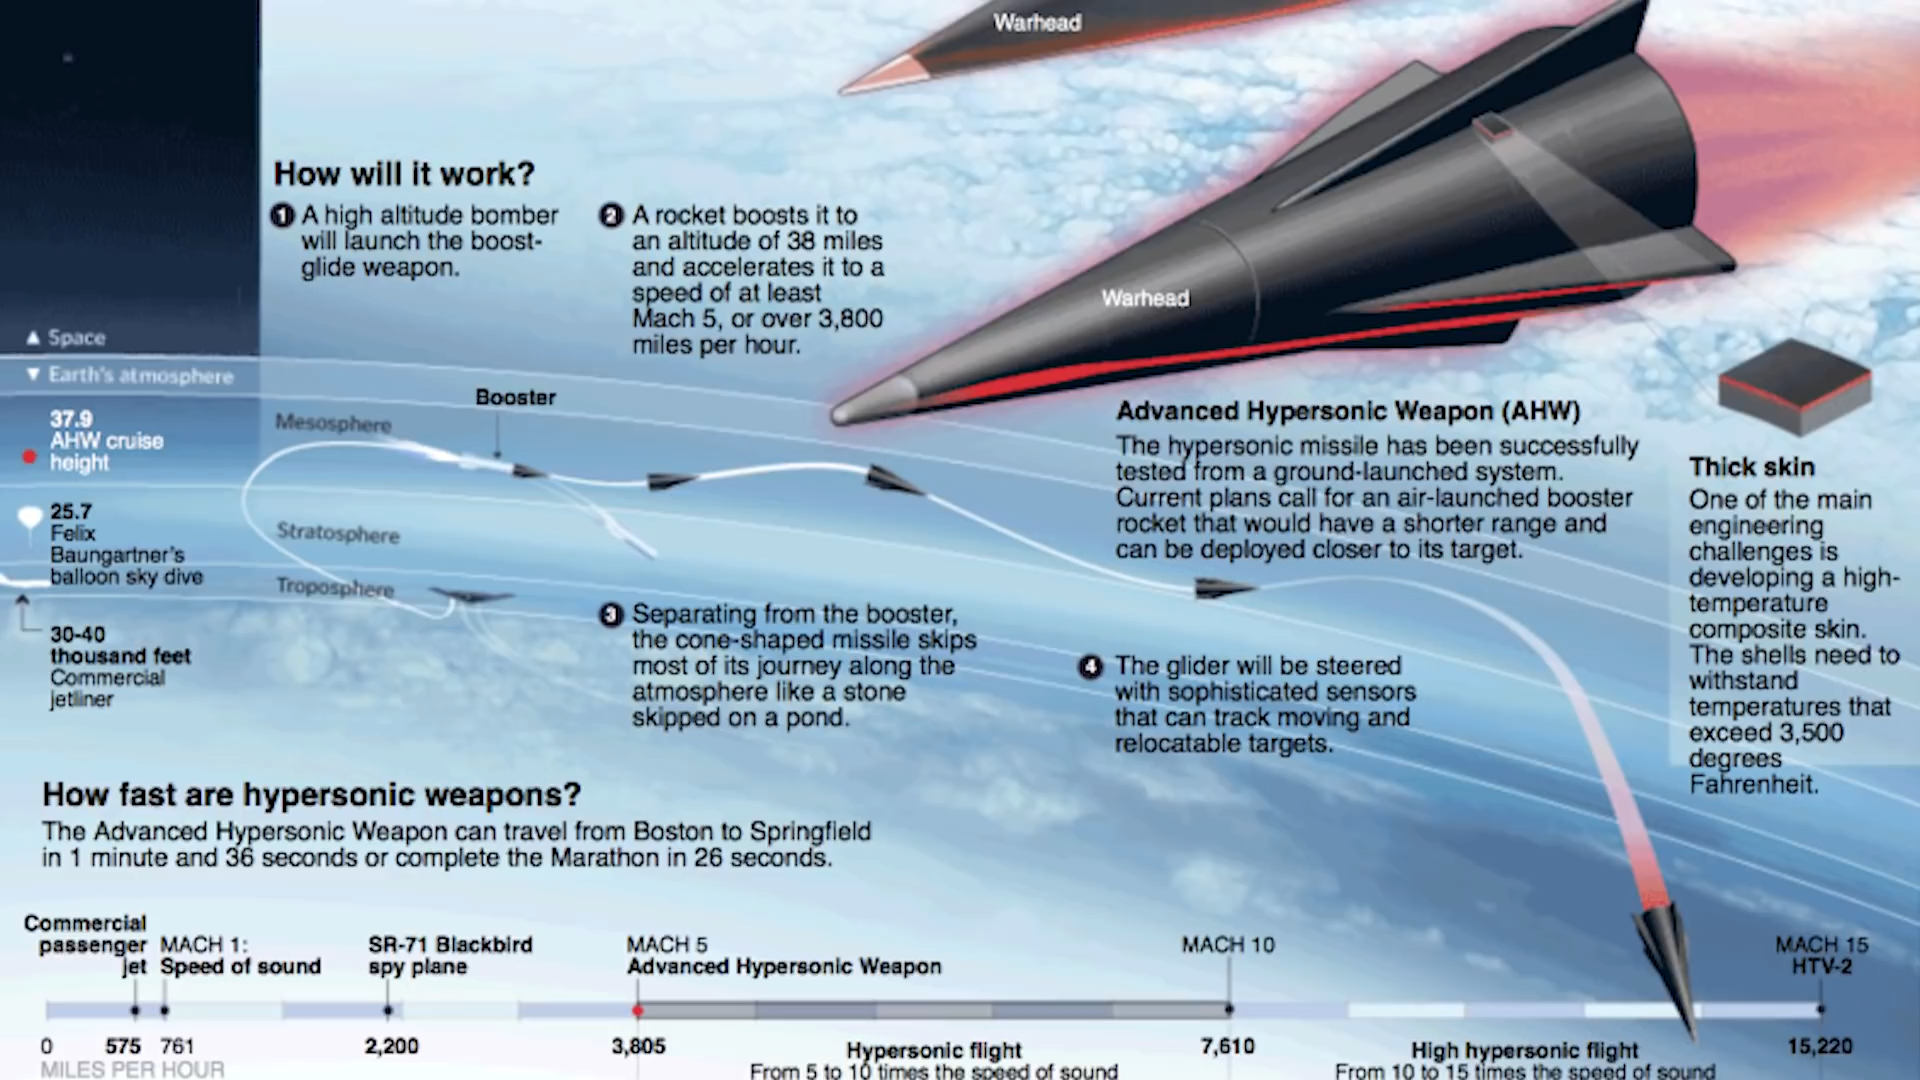 Warhead
How will it work?
1 A high altitude bomber
will launch the boost-
glide weapon.
2 A rocket boosts it to
an altitude of 38 miles
and accelerates it to a
speed of at least
Mach 5, or over 3,800
miles per hour.
Warhead
▲ Space
▼ Earth's atmosphere
37.9
AHW cruise
height
25.7
Felix
Baungartner's
balloon sky dive
30-40
thousand feet
Commercial
jetliner
Booster
Mesosphere
Stratosphere
Troposphere
Advanced Hypersonic Weapon (AHW)
The hypersonic missile has been successfully
tested from a ground-launched system.
Current plans call for an air-launched booster
rocket that would have a shorter range and
can be deployed closer to its target.
Thick skin
One of the main
engineering
challenges is
developing a high-
temperature
composite skin.
The shells need to
withstand
temperatures that
exceed 3,500
degrees
Fahrenheit.
3 Separating from the booster,
the cone-shaped missile skips
most of its journey along the
atmosphere like a stone
skipped on a pond.
4 The glider will be steered
with sophisticated sensors
that can track moving and
relocatable targets.
How fast are hypersonic weapons?
The Advanced Hypersonic Weapon can travel from Boston to Springfield
in 1 minute and 36 seconds or complete the Marathon in 26 seconds.
Commercial
passenger
jet
MACH 1:
Speed of sound
SR-71 Blackbird
spy plane
MACH 5
Advanced Hypersonic Weapon
MACH 10
MACH 15
HTV-2
0 575 761 2,200 3,805 7,610 15,220
MILES PER HOUR
Hypersonic flight
From 5 to 10 times the speed of sound
High hypersonic flight
From 10 to 15 times the speed of sound